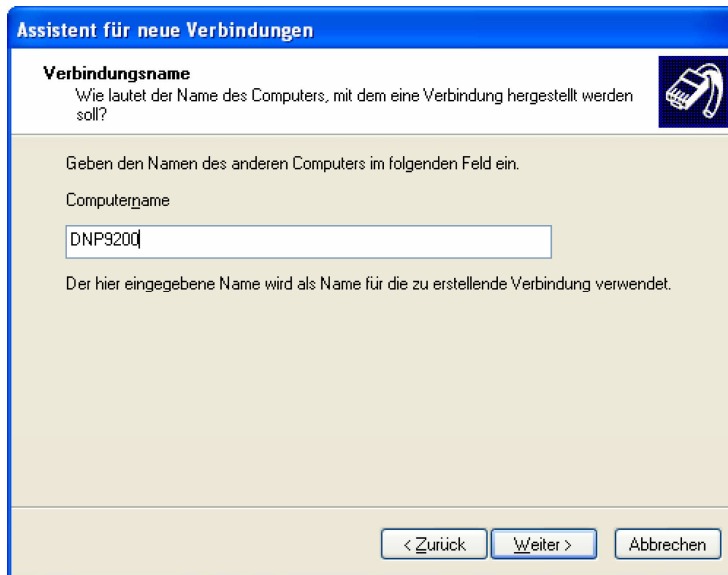 Assistent für neue Verbindungen
Verbindungsname
Wie lautet der Name des Computers, mit dem eine Verbindung hergestellt werden
soll?
Geben den Namen des anderen Computers im folgenden Feld ein.
Computername
DNP9200
Der hier eingegebene Name wird als Name für die zu erstellende Verbindung verwendet.
< Zurück Weiter > Abbrechen